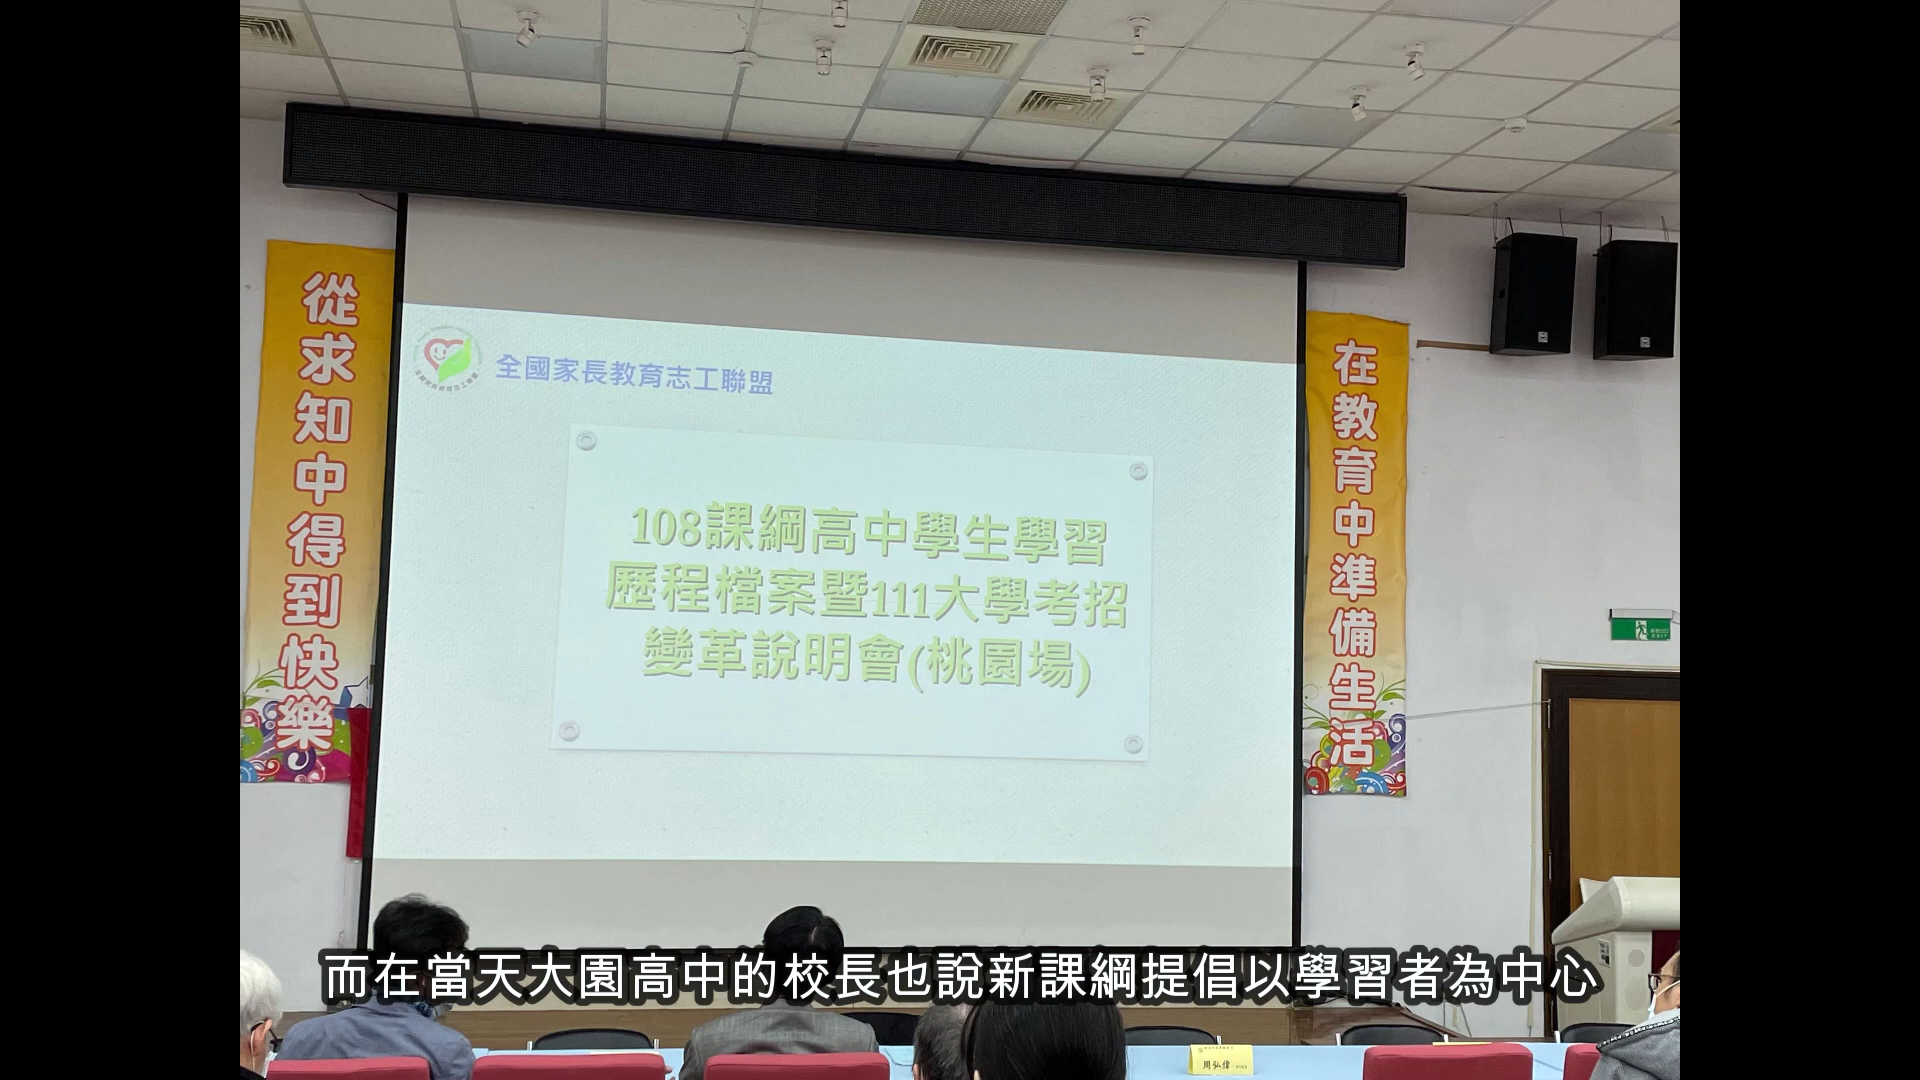 從求知中得到快樂
全國家長教育志工聯盟
108課綱高中學生學習
歷程檔案暨111大學考招
變革說明會(桃園場)
在教育中準備生活
而在當天大園高中的校長也說新課綱提倡以學習者為中心
周弘偉